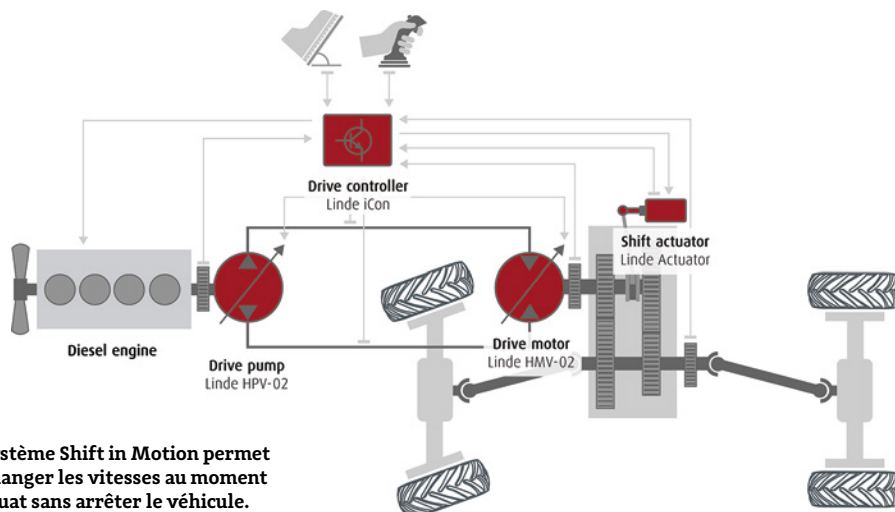 Drive controller
Linde iCon
Shift actuator
Linde Actuator
Diesel engine
Drive pump
Linde HPV-02
Drive motor
Linde HMV-02
stème Shift in Motion permet
anger les vitesses au moment
uat sans arrêter le véhicule.